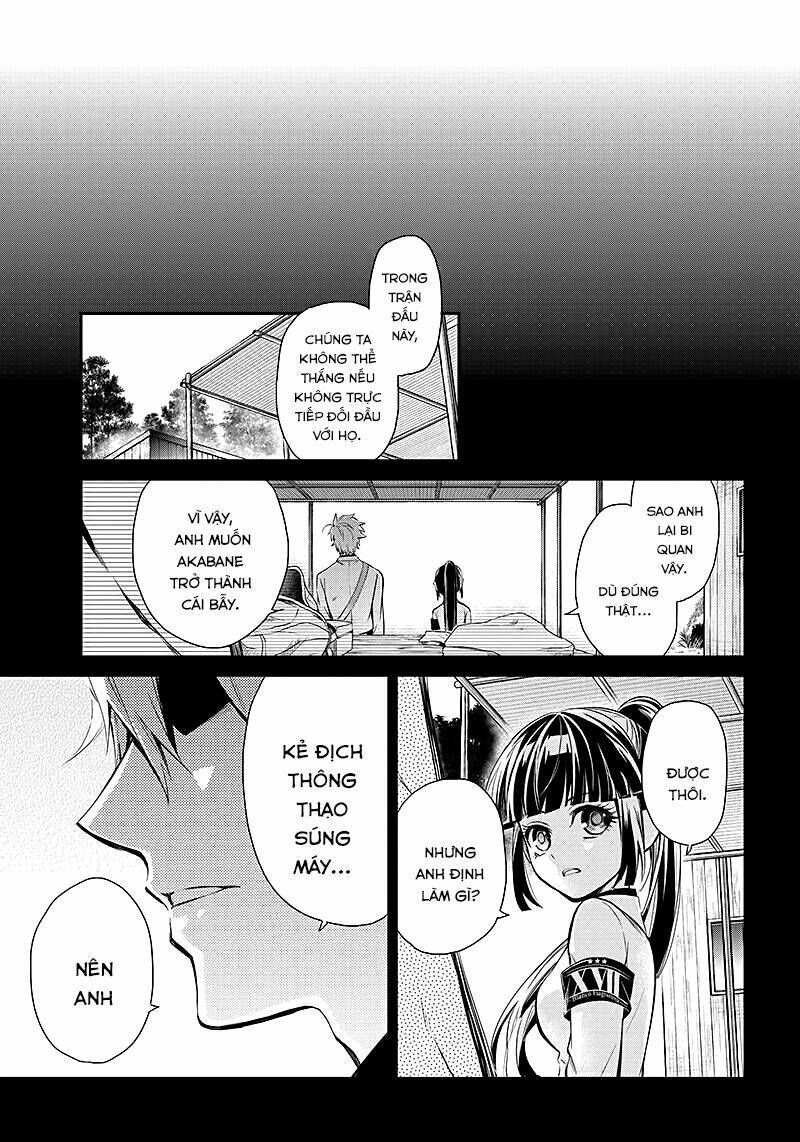 TRONG
TRẬN
ĐẤU
NÀY,
CHÚNG TA
KHÔNG THỂ
THẮNG NẾU
KHÔNG TRỰC
TIẾP ĐỐI ĐẦU
VỚI HỌ.
SAO ANH
LẠI BI
QUAN
VẬY.
DÙ ĐÚNG
THẬT...
VÌ VẬY,
ANH MUỐN
AKABANE
TRỞ THÀNH
CÁI BẪY.
ĐƯỢC
THÔI.
NHƯNG
ANH ĐỊNH
LÀM GÌ?
XVII
KẺ ĐỊCH
THÔNG
THẠO
SÚNG
MÁY...
NÊN
ANH